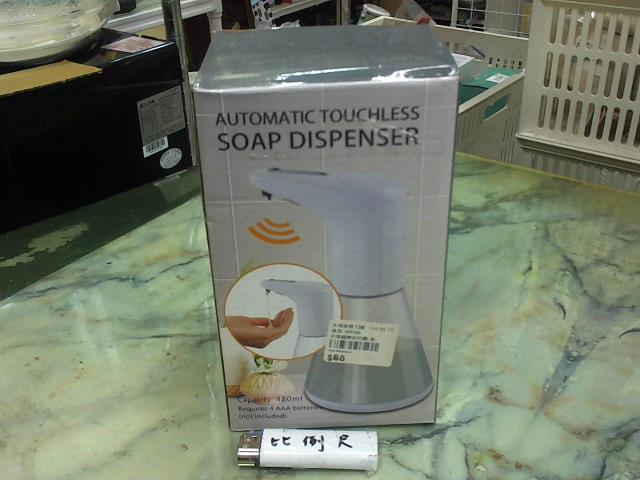 AUTOMATIC TOUCHLESS
SOAP DISPENSER
$68
Capacity: 480ml
Requires 4 AAA batteries
(not included)
比例尺